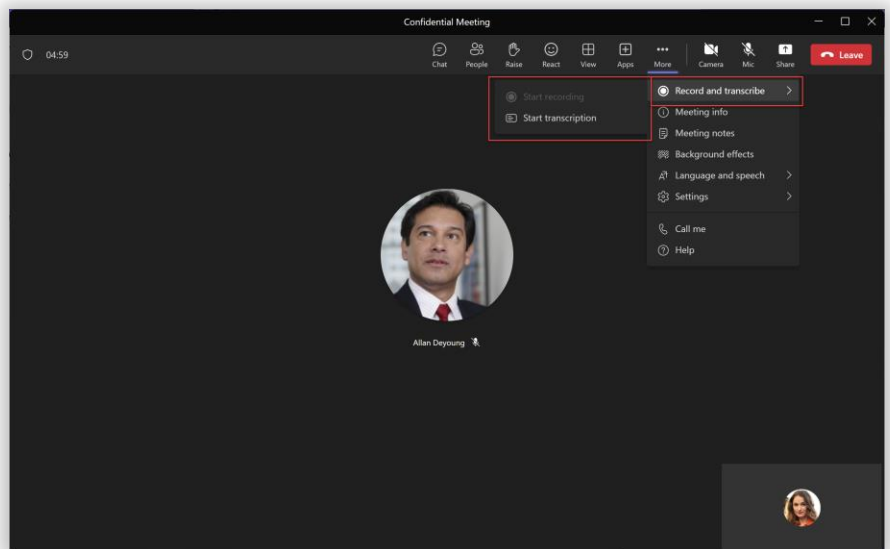 Confidential Meeting
04:59
Chat People Raise React View Apps More Camera Mic Share Leave
Start recording
Start transcription
Record and transcribe
Meeting info
Meeting notes
Background effects
Language and speech
Settings
Call me
Help
Allan Deyoung